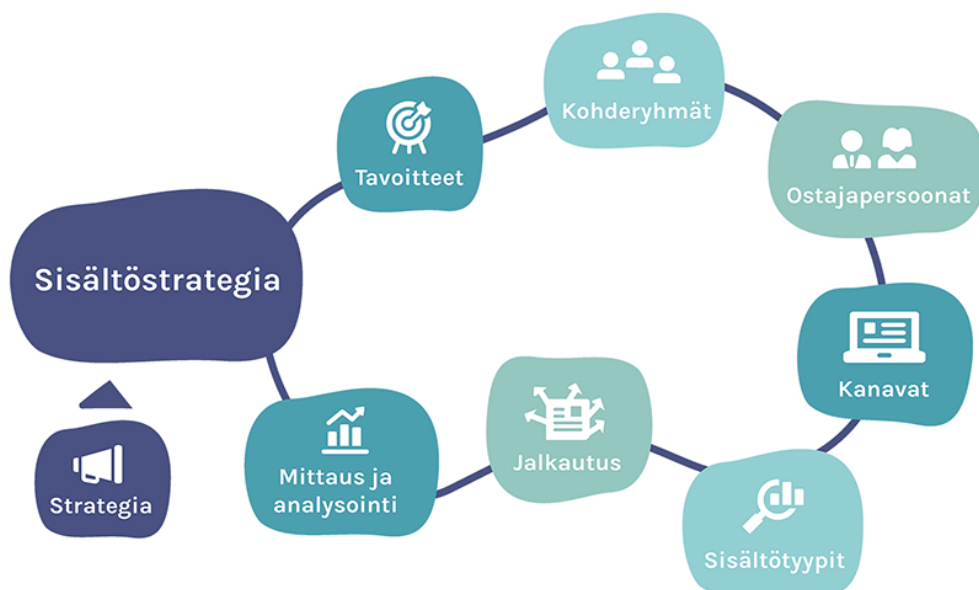 Sisältöstrategia
Tavoitteet
Kohderyhmät
Ostajapersoonat
Kanavat
Sisältötyypit
Jalkautus
Mittaus ja
analysointi
Strategia